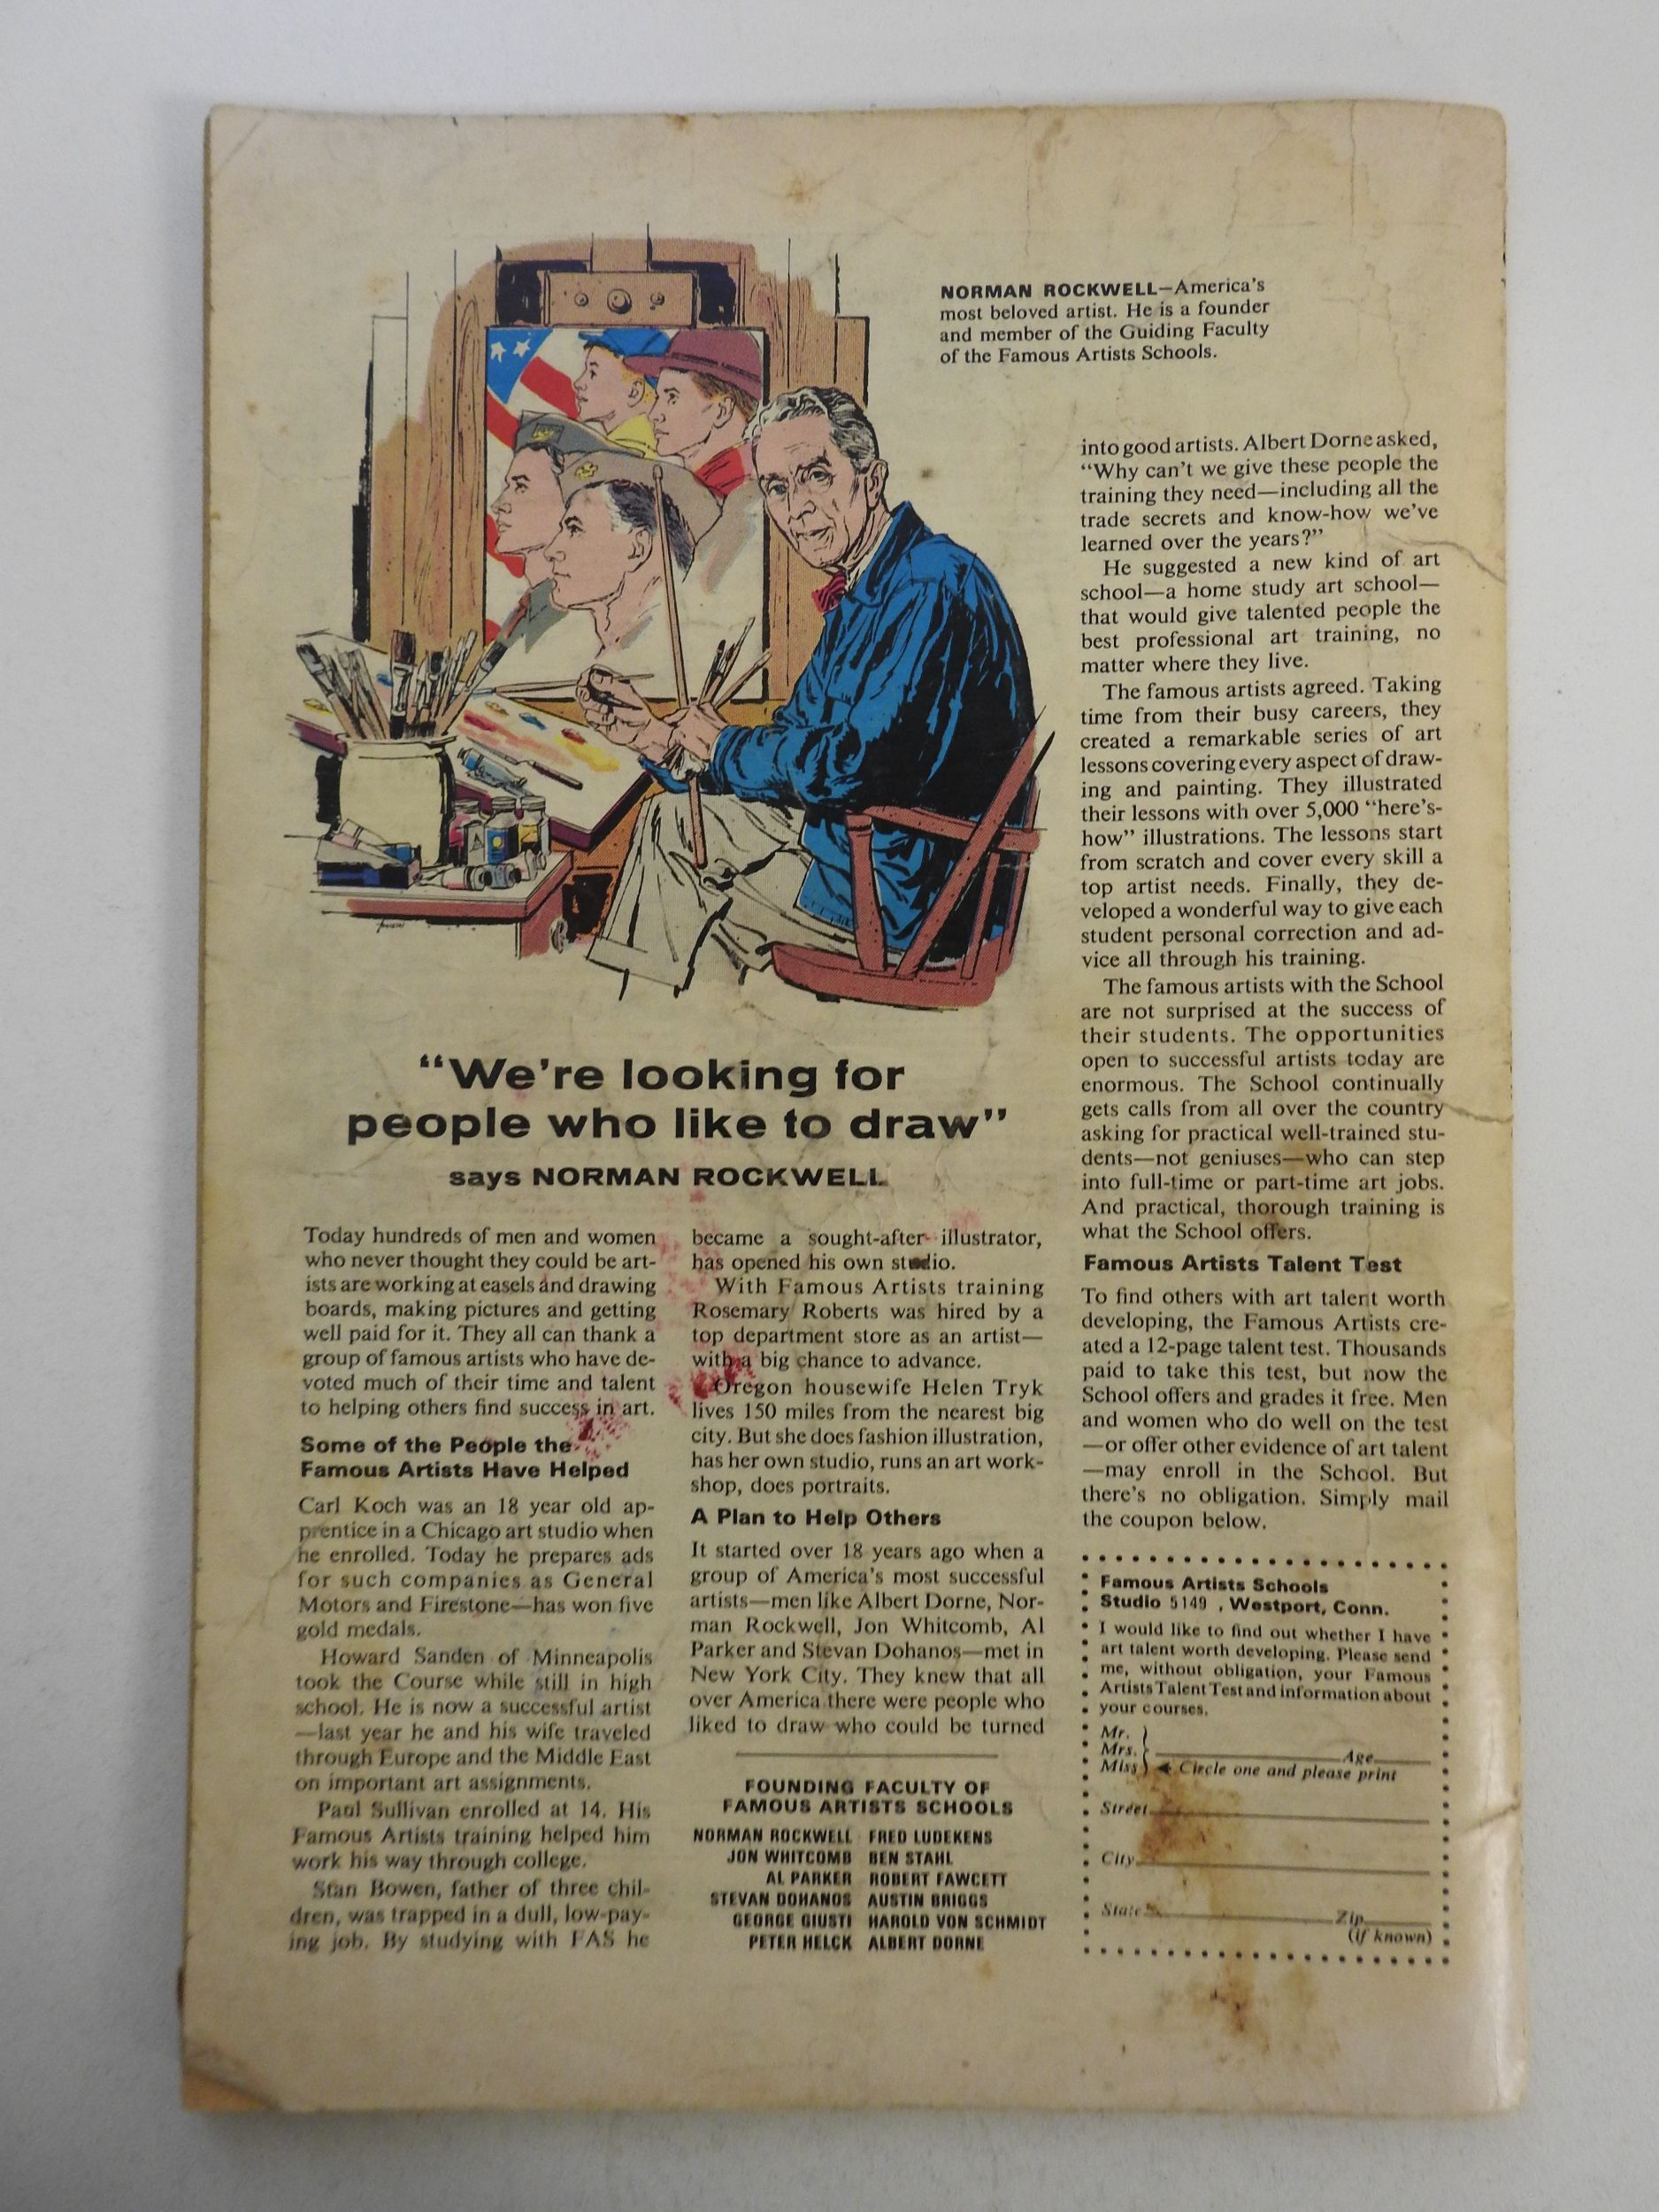 NORMAN ROCKWELL—America's
most beloved artist. He is a founder
and member of the Guiding Faculty
of the Famous Artists Schools.
"We're looking for
people who like to draw"
says NORMAN ROCKWELL
Today hundreds of men and women
who never thought they could be art-
ists are working at easels and drawing
boards, making pictures and getting
well paid for it. They all can thank a
group of famous artists who have de-
voted much of their time and talent
to helping others find success in art.
Some of the People the
Famous Artists Have Helped
Carl Koch was an 18 year old ap-
prentice in a Chicago art studio when
he enrolled. Today he prepares ads
for such companies as General
Motors and Firestone—has won five
gold medals.
Howard Sanden of Minneapolis
took the Course while still in high
school. He is now a successful artist
—last year he and his wife traveled
through Europe and the Middle East
on important art assignments.
Paul Sullivan enrolled at 14. His
Famous Artists training helped him
work his way through college.
Stan Bowen, father of three chil-
dren, was trapped in a dull, low-pay-
ing job. By studying with FAS he
became a sought-after illustrator,
has opened his own studio.
With Famous Artists training
Rosemary Roberts was hired by a
top department store as an artist—
with a big chance to advance.
Oregon housewife Helen Tryk
lives 150 miles from the nearest big
city. But she does fashion illustration,
has her own studio, runs an art work-
shop, does portraits.
A Plan to Help Others
It started over 18 years ago when a
group of America's most successful
artists—men like Albert Dorne, Nor-
man Rockwell, Jon Whitcomb, Al
Parker and Stevan Dohanos—met in
New York City. They knew that all
over America there were people who
liked to draw who could be turned
into good artists. Albert Dorne asked,
"Why can't we give these people the
training they need—including all the
trade secrets and know-how we've
learned over the years?"
He suggested a new kind of art
school—a home study art school—
that would give talented people the
best professional art training, no
matter where they live.
The famous artists agreed. Taking
time from their busy careers, they
created a remarkable series of art
lessons covering every aspect of draw-
ing and painting. They illustrated
their lessons with over 5,000 "here's-
how" illustrations. The lessons start
from scratch and cover every skill a
top artist needs. Finally, they de-
veloped a wonderful way to give each
student personal correction and ad-
vice all through his training.
The famous artists with the School
are not surprised at the success of
their students. The opportunities
open to successful artists today are
enormous. The School continually
gets calls from all over the country
asking for practical well-trained stu-
dents—not geniuses—who can step
into full-time or part-time art jobs.
And practical, thorough training is
what the School offers.
Famous Artists Talent Test
To find others with art talent worth
developing, the Famous Artists cre-
ated a 12-page talent test. Thousands
paid to take this test, but now the
School offers and grades it free. Men
and women who do well on the test
—or offer other evidence of art talent
—may enroll in the School. But
there's no obligation. Simply mail
the coupon below.
FOUNDING FACULTY OF
FAMOUS ARTISTS SCHOOLS
NORMAN ROCKWELL FRED LUDEKENS
JON WHITCOMB BEN STAHL
AL PARKER ROBERT FAWCETT
STEVAN DOHANOS AUSTIN BRIGGS
GEORGE GIUSTI HAROLD VON SCHMIDT
PETER HELCK ALBERT DORNE
Famous Artists Schools
Studio 5149 , Westport, Conn.
I would like to find out whether I have
art talent worth developing. Please send
me, without obligation, your Famous
Artists Talent Test and information about
your courses.
Mr.
Mrs. Age
Miss Circle one and please print
Street
City
State Zip
(if known)